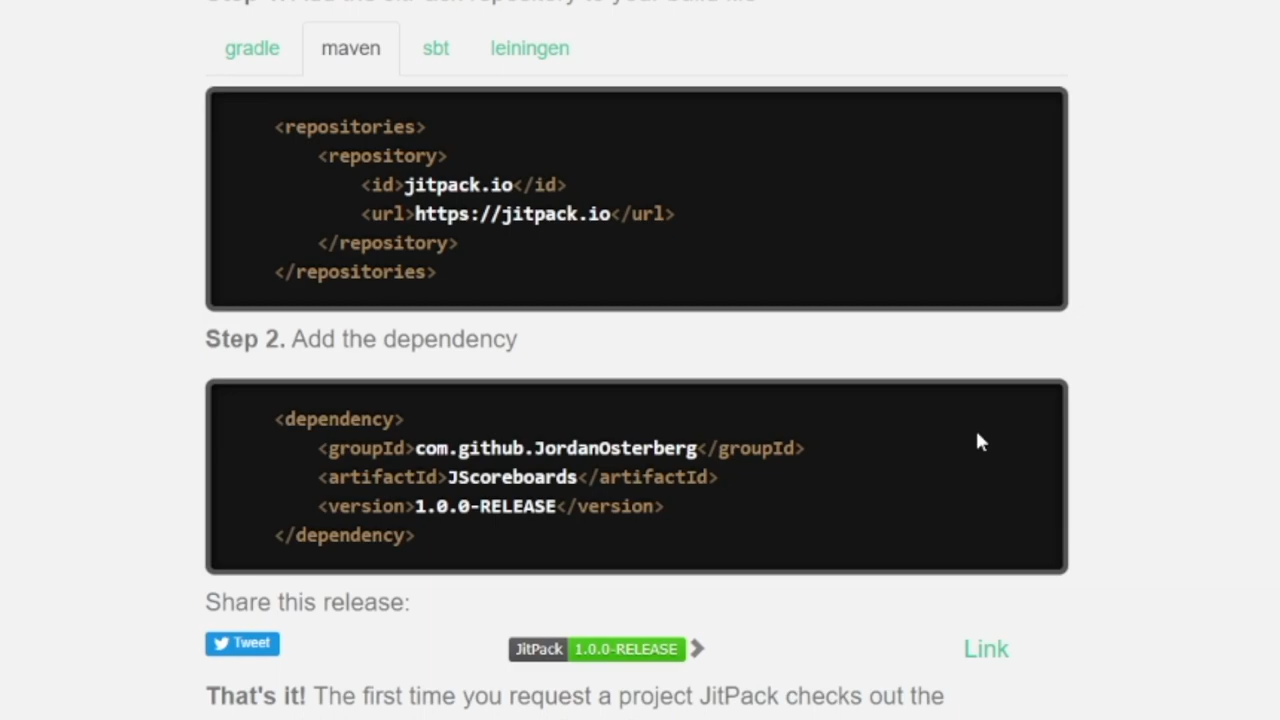 gradle maven sbt leiningen
<repositories>
<repository>
<id>jitpack.io</id>
<url>https://jitpack.io</url>
</repository>
</repositories>
Step 2. Add the dependency
<dependency>
<groupId>com.github.JordanOsterberg</groupId>
<artifactId>JScoreboards</artifactId>
<version>1.0.0-RELEASE</version>
</dependency>
Share this release:
Tweet JitPack 1.0.0-RELEASE Link
That's it! The first time you request a project JitPack checks out the